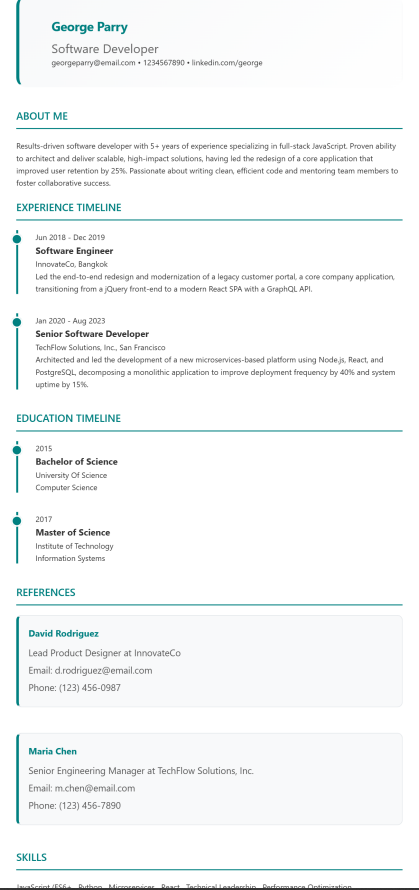 George Parry
Software Developer
georgeparry@email.com • 1234567890 • linkedin.com/george
ABOUT ME
Results-driven software developer with 5+ years of experience specializing in full-stack JavaScript. Proven ability
to architect and deliver scalable, high-impact solutions, having led the redesign of a core application that
improved user retention by 25%. Passionate about writing clean, efficient code and mentoring team members to
foster collaborative success.
EXPERIENCE TIMELINE
Jun 2018 - Dec 2019
Software Engineer
InnovateCo, Bangkok
Led the end-to-end redesign and modernization of a legacy customer portal, a core company application,
transitioning from a jQuery front-end to a modern React SPA with a GraphQL API.
Jan 2020 - Aug 2023
Senior Software Developer
TechFlow Solutions, Inc., San Francisco
Architected and led the development of a new microservices-based platform using Node.js, React, and
PostgreSQL, decomposing a monolithic application to improve deployment frequency by 40% and system
uptime by 15%.
EDUCATION TIMELINE
2015
Bachelor of Science
University Of Science
Computer Science
2017
Master of Science
Institute of Technology
Information Systems
REFERENCES
David Rodriguez
Lead Product Designer at InnovateCo
Email: d.rodriguez@email.com
Phone: (123) 456-0987
Maria Chen
Senior Engineering Manager at TechFlow Solutions, Inc.
Email: m.chen@email.com
Phone: (123) 456-7890
SKILLS
JavaScript (ES6+ Python Microservices React Technical Leadership Performance Optimization